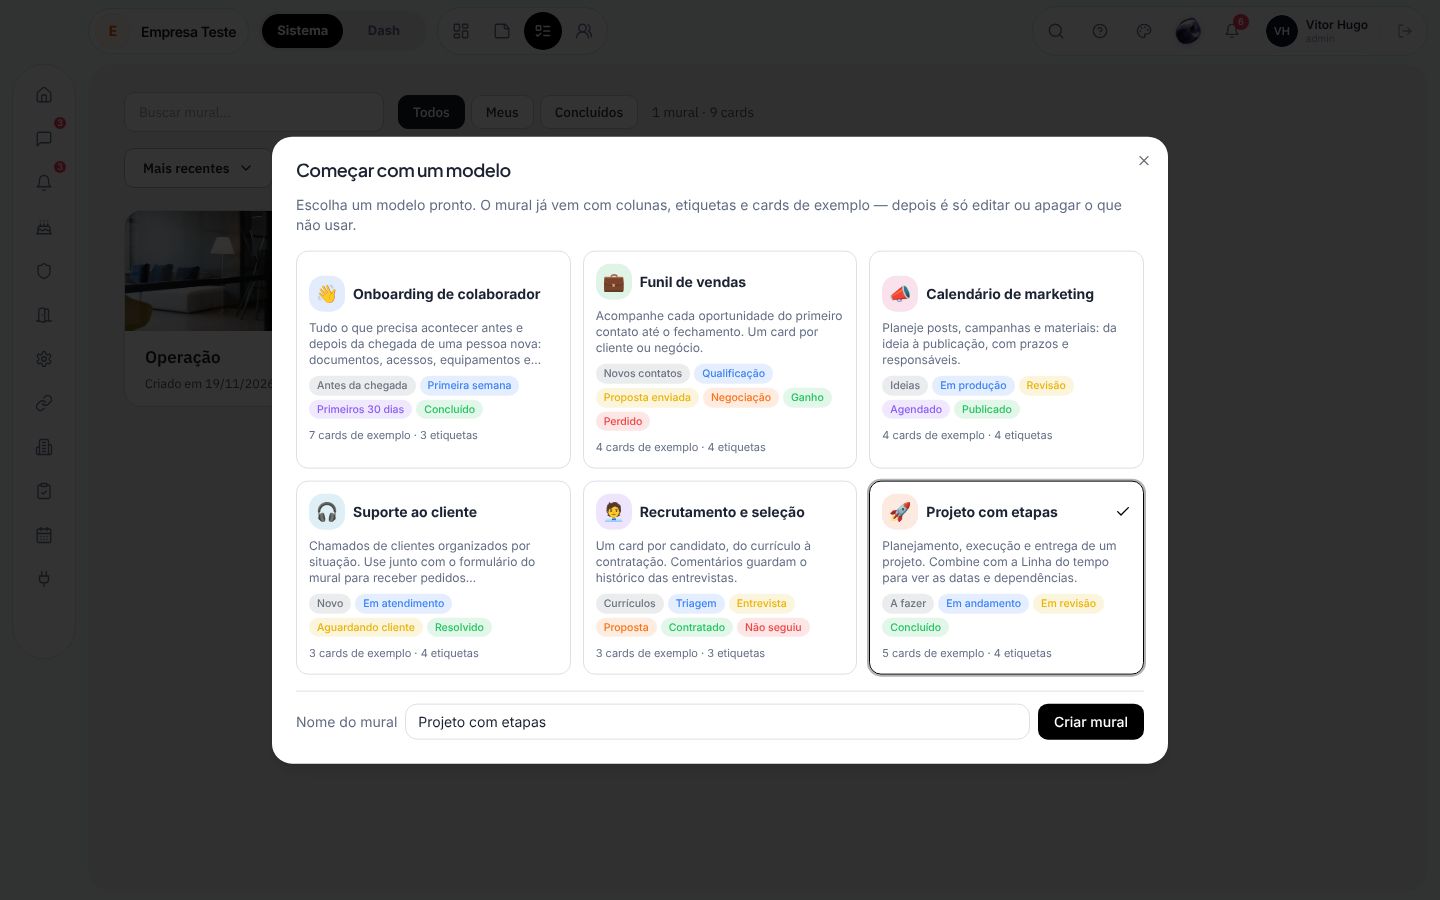 E Empresa Teste Sistema Dash 6 VH Vitor Hugo
admin
Buscar mural... Todos Meus Concluídos 1 mural · 9 cards
3
3
Mais recentes
Operação
Criado em 19/11/2026
Começar com um modelo
Escolha um modelo pronto. O mural já vem com colunas, etiquetas e cards de exemplo — depois é só editar ou apagar o que
não usar.
Onboarding de colaborador
Tudo o que precisa acontecer antes e
depois da chegada de uma pessoa nova:
documentos, acessos, equipamentos e...
Antes da chegada Primeira semana
Primeiros 30 dias Concluído
7 cards de exemplo · 3 etiquetas
Funil de vendas
Acompanhe cada oportunidade do primeiro
contato até o fechamento. Um card por
cliente ou negócio.
Novos contatos Qualificação
Proposta enviada Negociação Ganho
Perdido
4 cards de exemplo · 4 etiquetas
Calendário de marketing
Planeje posts, campanhas e materiais: da
ideia à publicação, com prazos e
responsáveis.
Ideias Em produção Revisão
Agendado Publicado
4 cards de exemplo · 4 etiquetas
Suporte ao cliente
Chamados de clientes organizados por
situação. Use junto com o formulário do
mural para receber pedidos...
Novo Em atendimento
Aguardando cliente Resolvido
3 cards de exemplo · 4 etiquetas
Recrutamento e seleção
Um card por candidato, do currículo à
contratação. Comentários guardam o
histórico das entrevistas.
Currículos Triagem Entrevista
Proposta Contratado Não seguiu
3 cards de exemplo · 3 etiquetas
Projeto com etapas
Planejamento, execução e entrega de um
projeto. Combine com a Linha do tempo
para ver as datas e dependências.
A fazer Em andamento Em revisão
Concluído
5 cards de exemplo · 4 etiquetas
Nome do mural Projeto com etapas Criar mural